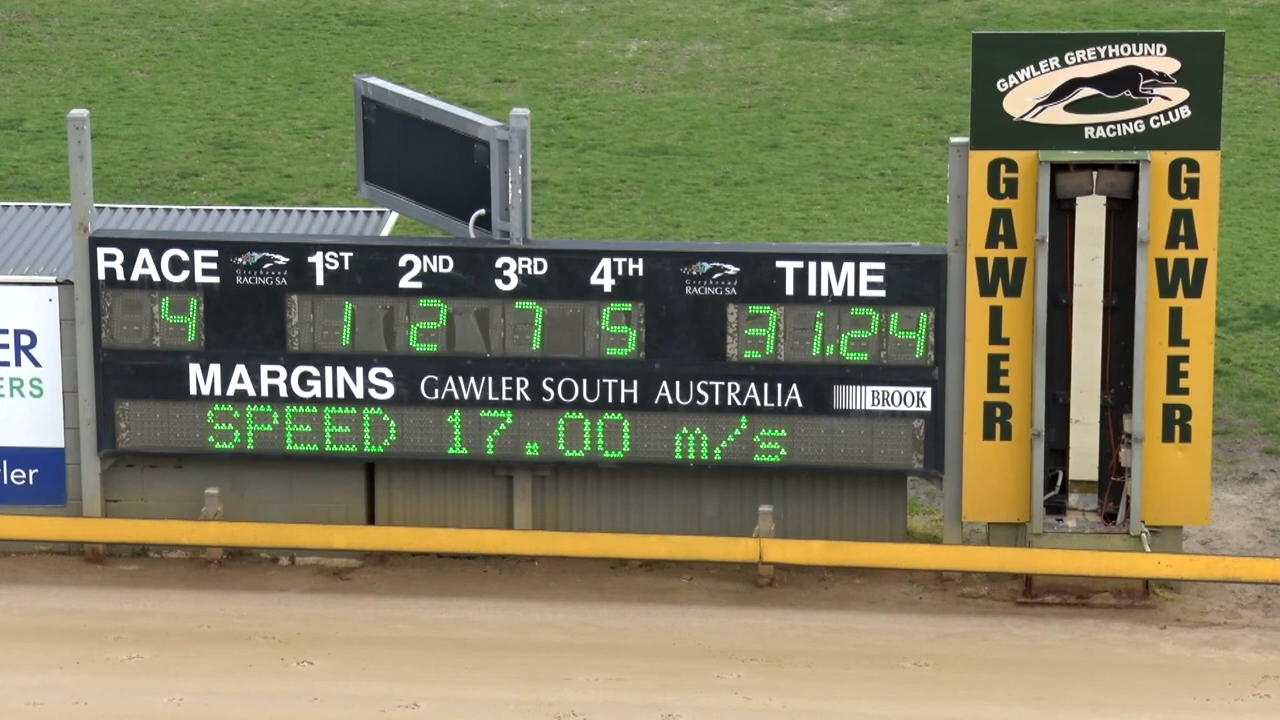 GAWLER GREYHOUND
RACING CLUB
GAWLER
GAWLER
RACE
Greyhound
RACING SA
1ST
2ND
3RD
4TH
Greyhound
RACING SA
TIME
4
1
2
7
5
31.24
MARGINS
GAWLER SOUTH AUSTRALIA
BROOK
SPEED 17.00 m/s
ER
ERS
ler